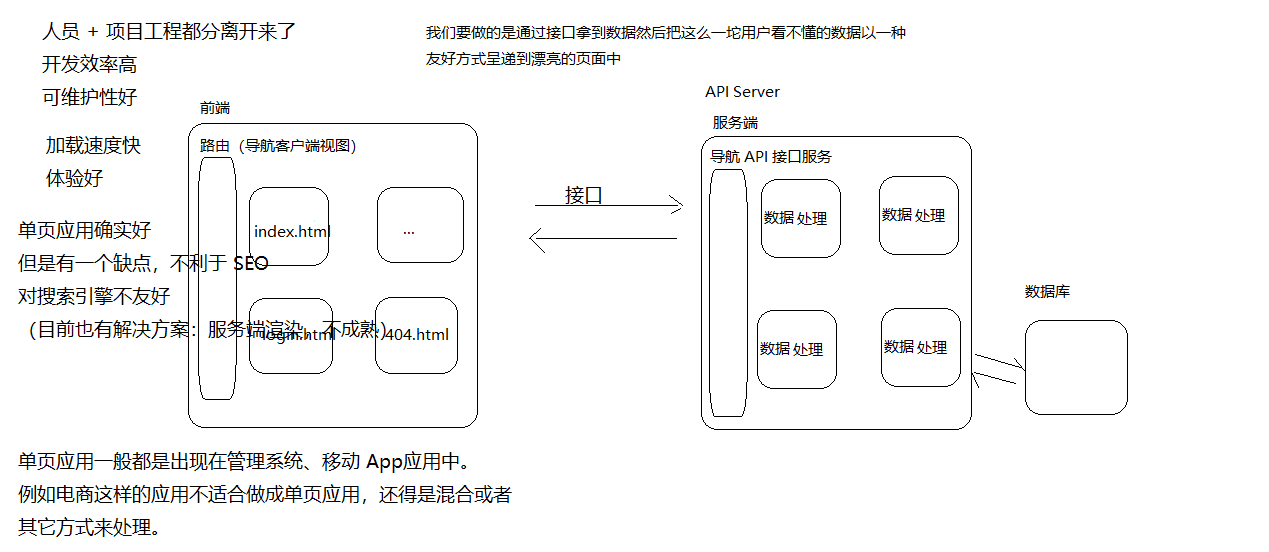 人员 + 项目工程都分离开来了
开发效率高
可维护性好
加载速度快
体验好
单页应用确实好
但是有一个缺点，不利于 SEO
对搜索引擎不友好
（目前也有解决方案：服务端渲染，不成熟）
我们要做的是通过接口拿到数据然后把这么一坨用户看不懂的数据以一种
友好方式呈递到漂亮的页面中
前端
路由（导航客户端视图）
index.html
...
login.html
404.html
接口
API Server
服务端
导航 API 接口服务
数据 处理
数据 处理
数据 处理
数据 处理
数据库
单页应用一般都是出现在管理系统、移动 App应用中。
例如电商这样的应用不适合做成单页应用，还得是混合或者
其它方式来处理。